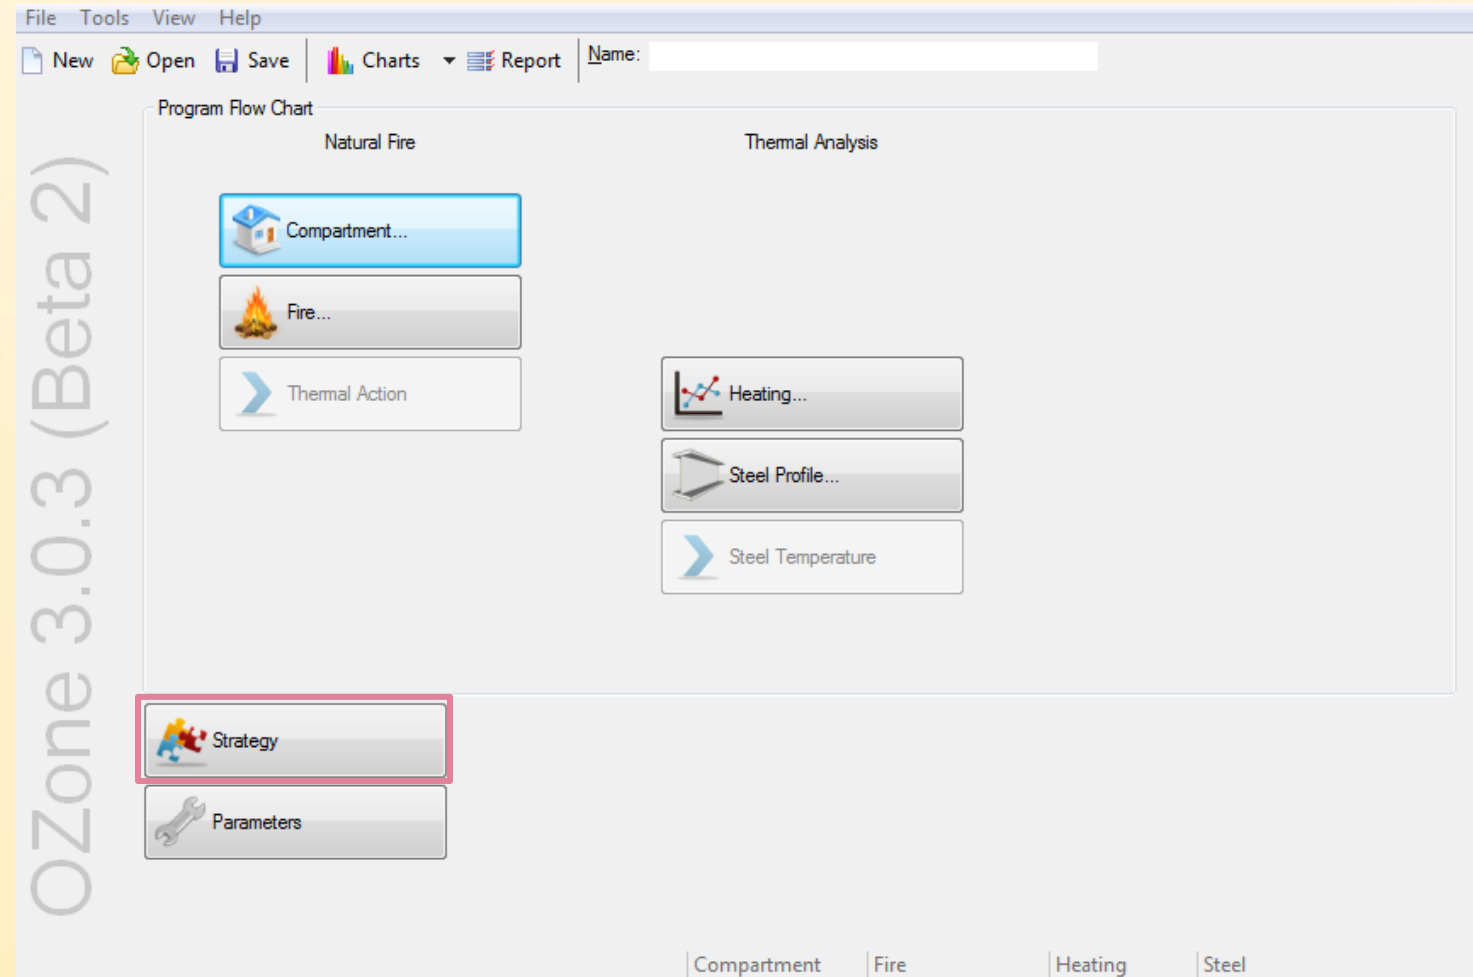 File Tools View Help
New Open Save Charts Report Name:
Program Flow Chart
Natural Fire Thermal Analysis
Compartment...
Fire...
Thermal Action Heating...
Steel Profile...
Steel Temperature
Strategy
Parameters
OZone 3.0.3 (Beta 2)
Compartment Fire Heating Steel